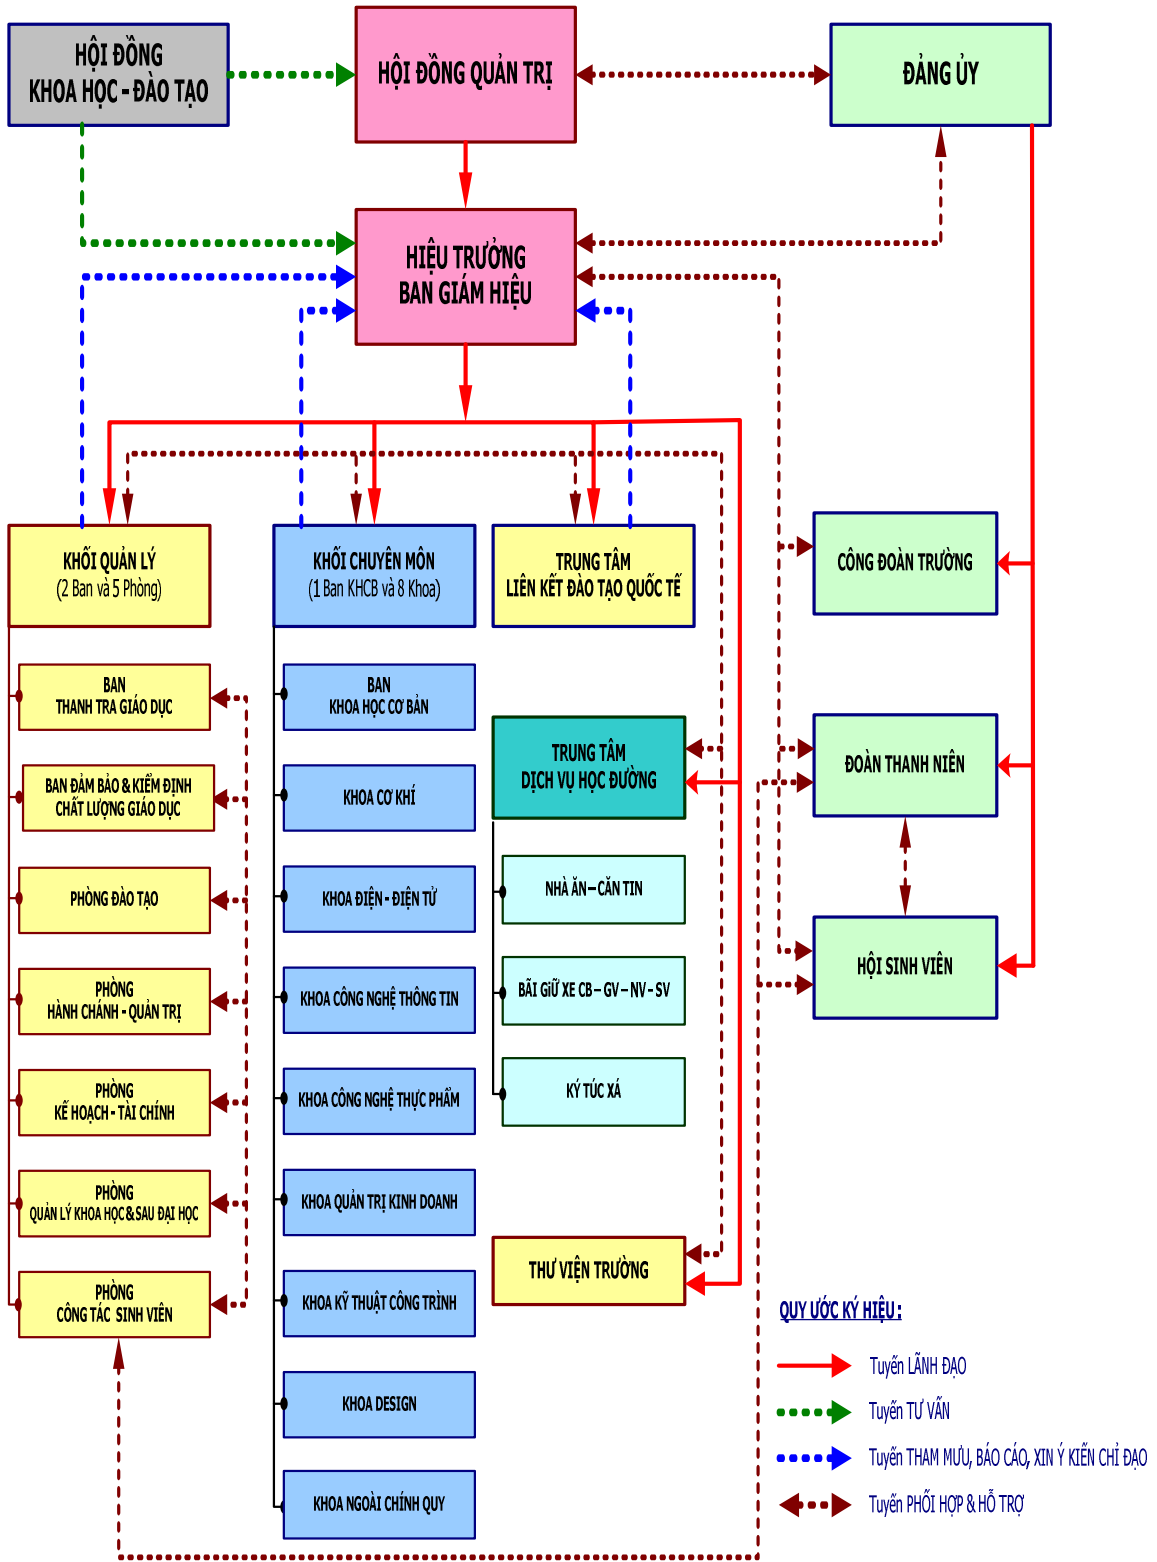 HỘI ĐỒNG
KHOA HỌC - ĐÀO TẠO
HỘI ĐỒNG QUẢN TRỊ
ĐẢNG ỦY
HIỆU TRƯỞNG
BAN GIÁM HIỆU
KHỐI QUẢN LÝ
(2 Ban và 5 Phòng)
BAN
THANH TRA GIÁO DỤC
BAN ĐẢM BẢO & KIỂM ĐỊNH
CHẤT LƯỢNG GIÁO DỤC
PHÒNG ĐÀO TẠO
PHÒNG
HÀNH CHÁNH - QUẢN TRỊ
PHÒNG
KẾ HOẠCH - TÀI CHÍNH
PHÒNG
QUẢN LÝ KHOA HỌC & SAU ĐẠI HỌC
PHÒNG
CÔNG TÁC SINH VIÊN
KHỐI CHUYÊN MÔN
(1 Ban KHCB và 8 Khoa)
BAN
KHOA HỌC CƠ BẢN
KHOA CƠ KHÍ
KHOA ĐIỆN - ĐIỆN TỬ
KHOA CÔNG NGHỆ THÔNG TIN
KHOA CÔNG NGHỆ THỰC PHẨM
KHOA QUẢN TRỊ KINH DOANH
KHOA KỸ THUẬT CÔNG TRÌNH
KHOA DESIGN
KHOA NGOÀI CHÍNH QUY
TRUNG TÂM
LIÊN KẾT ĐÀO TẠO QUỐC TẾ
TRUNG TÂM
DỊCH VỤ HỌC ĐƯỜNG
NHÀ ĂN – CĂN TIN
BÃI GiỮ XE CB – GV – NV – SV
KÝ TÚC XÁ
THƯ VIỆN TRƯỜNG
CÔNG ĐOÀN TRƯỜNG
ĐOÀN THANH NIÊN
HỘI SINH VIÊN
QUY ƯỚC KÝ HIỆU :
Tuyến LÃNH ĐẠO
Tuyến TƯ VẤN
Tuyến THAM MƯU, BÁO CÁO, XIN Ý KIẾN CHỈ ĐẠO
Tuyến PHỐI HỢP & HỖ TRỢ